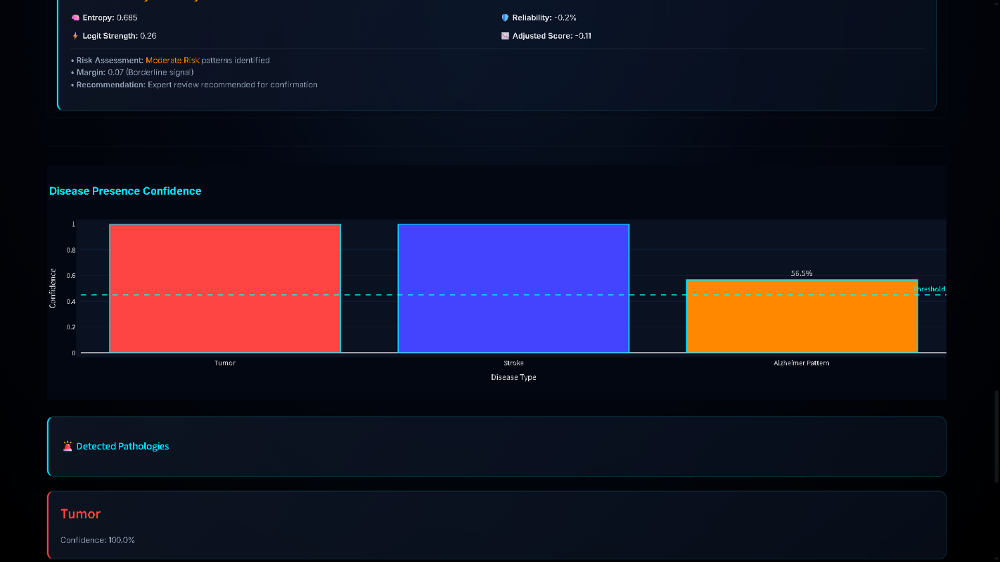 Entropy: 0.685
Reliability: -0.2%
Logit Strength: 0.26
Adjusted Score: -0.11
• Risk Assessment: Moderate Risk patterns identified
• Margin: 0.07 (Borderline signal)
• Recommendation: Expert review recommended for confirmation
Disease Presence Confidence
1
0.8
0.6
0.4
0.2
0
Confidence
56.5%
Threshold
Tumor
Stroke
Alzheimer Pattern
Disease Type
Detected Pathologies
Tumor
Confidence: 100.0%